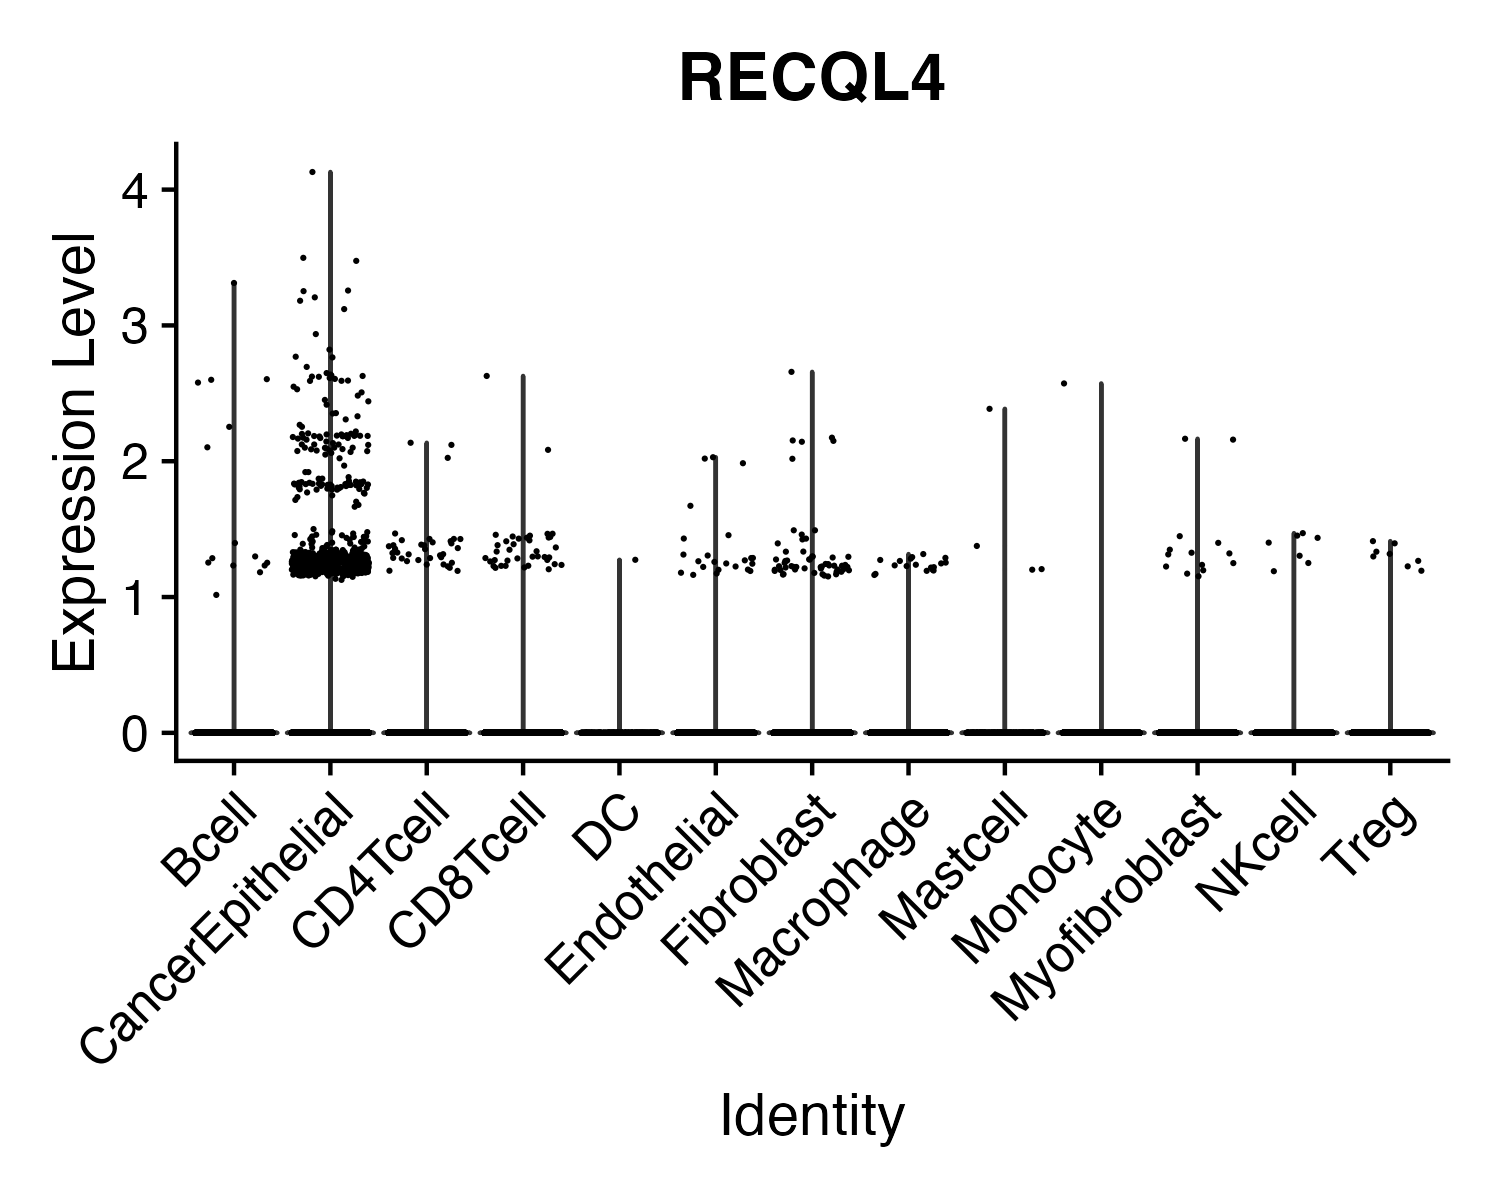 RECQL4
Expression Level
4
3
2
1
0
Bcell
CancerEpithelial
CD4Tcell
CD8Tcell
DC
Endothelial
Fibroblast
Macrophage
Mastcell
Monocyte
Myofibroblast
NKcell
Treg
Identity